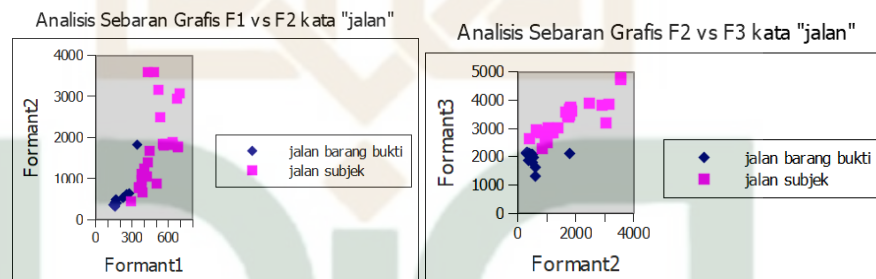 Analisis Sebaran Grafis F1 vs F2 kata "jalan"
4000
3000
2000
1000
0
0 300 600
Formant2
Formant1
jalan barang bukti
jalan subjek
Analisis Sebaran Grafis F2 vs F3 kata "jalan"
5000
4000
3000
2000
1000
0
0 2000 4000
Formant3
Formant2
jalan barang bukti
jalan subjek